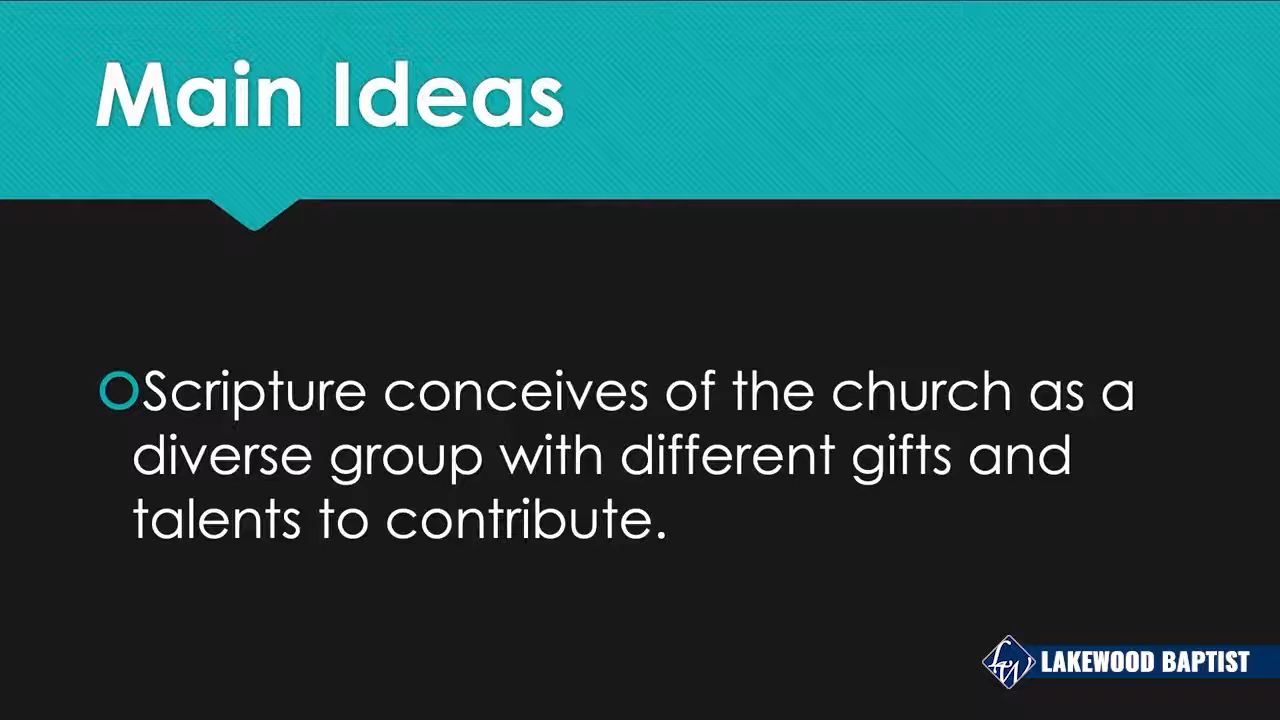 Main Ideas
Scripture conceives of the church as a
diverse group with different gifts and
talents to contribute.
LW LAKEWOOD BAPTIST